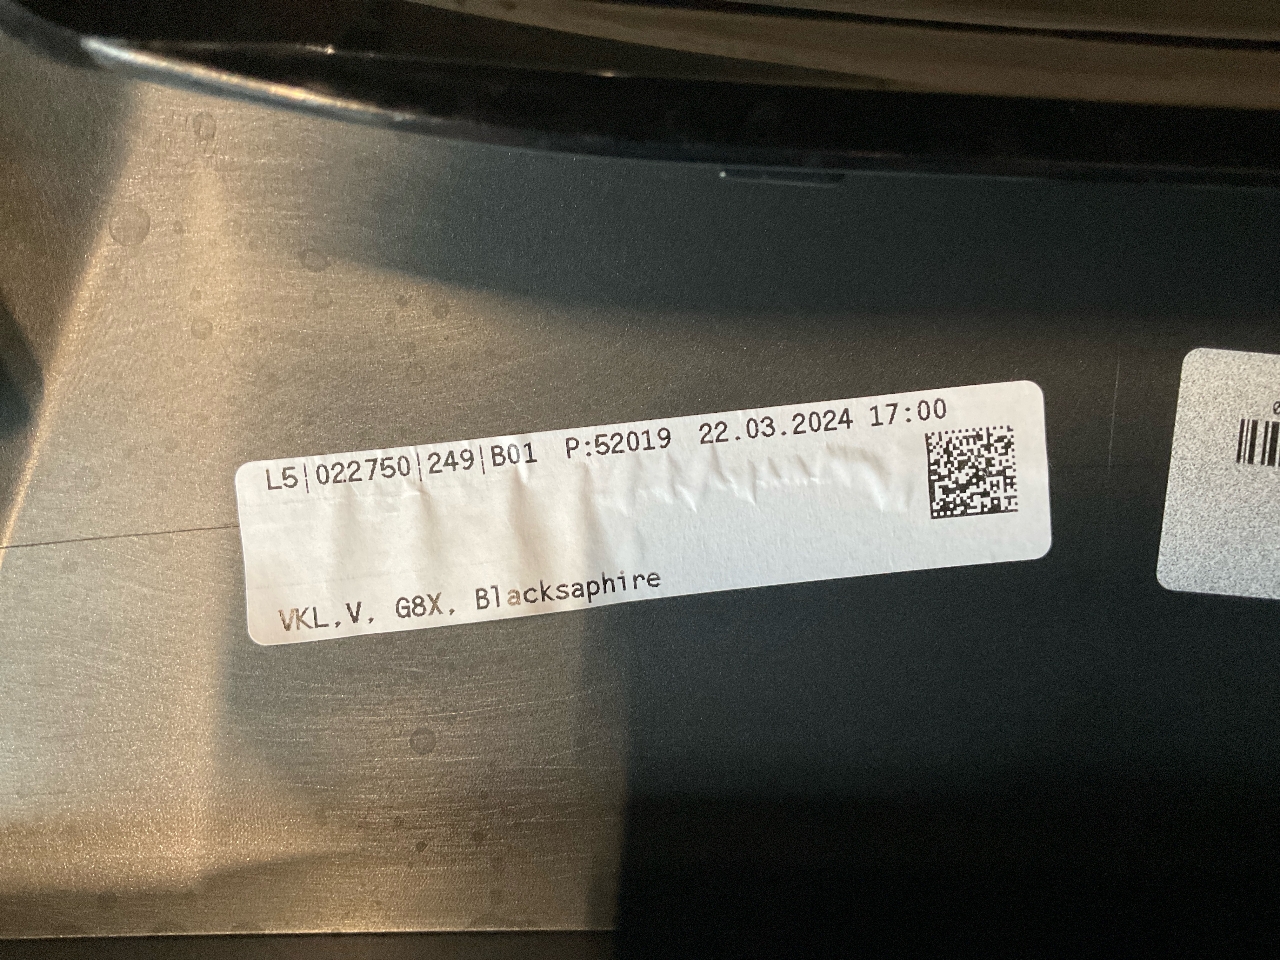 L5|022750|249|B01 P:52019 22.03.2024 17:00
VKL,V, G8X, Blacksaphire